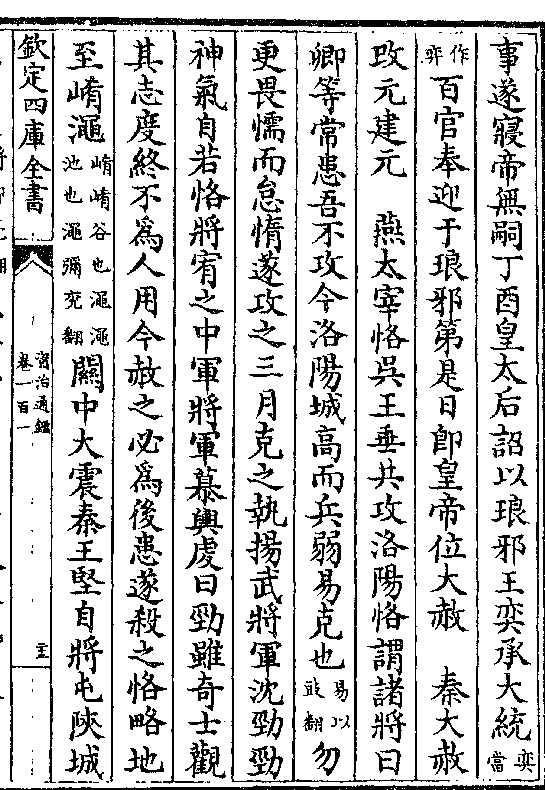 事遂寢帝無嗣丁酉皇太后詔以琅邪王奕承大統奕當
作弈百官奉迎于琅邪第是日即皇帝位大赦　秦大赦
改元建元　燕太宰恪吳王垂共攻洛陽恪謂諸將曰
卿等常患吾不攻今洛陽城高而兵弱易克也易以豉翻勿
更畏懦而怠惰遂攻之三月克之執揚武將軍沈勁勁
神氣自若恪將宥之中軍將軍慕輿虔曰勁雖奇士觀
其志度終不為人用今赦之必為後患遂殺之恪略地
至崤澠崤崤谷也澠澠池也澠彌兖翻關中大震秦王堅自將屯陝城
欽定四庫全書
資治通鑑
卷一百一